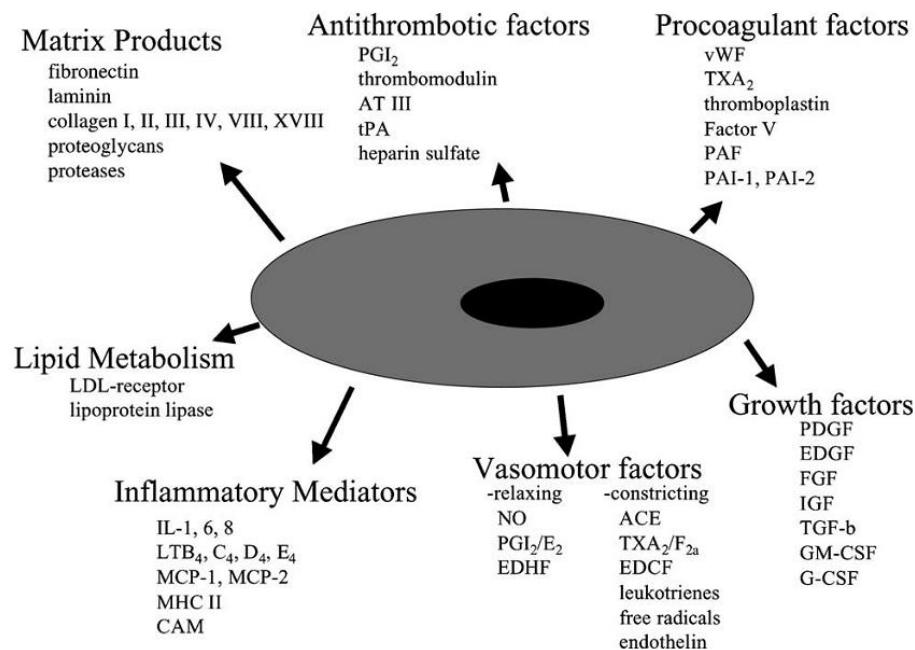 Matrix Products
fibronectin
laminin
collagen I, II, III, IV, VIII, XVIII
proteoglycans
proteases
Antithrombotic factors
PGI₂
thrombomodulin
AT III
tPA
heparin sulfate
Procoagulant factors
vWF
TXA₂
thromboplastin
Factor V
PAF
PAI-1, PAI-2
Lipid Metabolism
LDL-receptor
lipoprotein lipase
Inflammatory Mediators
IL-1, 6, 8
LTB₄, C₄, D₄, E₄
MCP-1, MCP-2
MHC II
CAM
Vasomotor factors
-relaxing
NO
PGI₂/E₂
EDHF
-constricting
ACE
TXA₂/F₂ₐ
EDCF
leukotrienes
free radicals
endothelin
Growth factors
PDGF
EDGF
FGF
IGF
TGF-b
GM-CSF
G-CSF